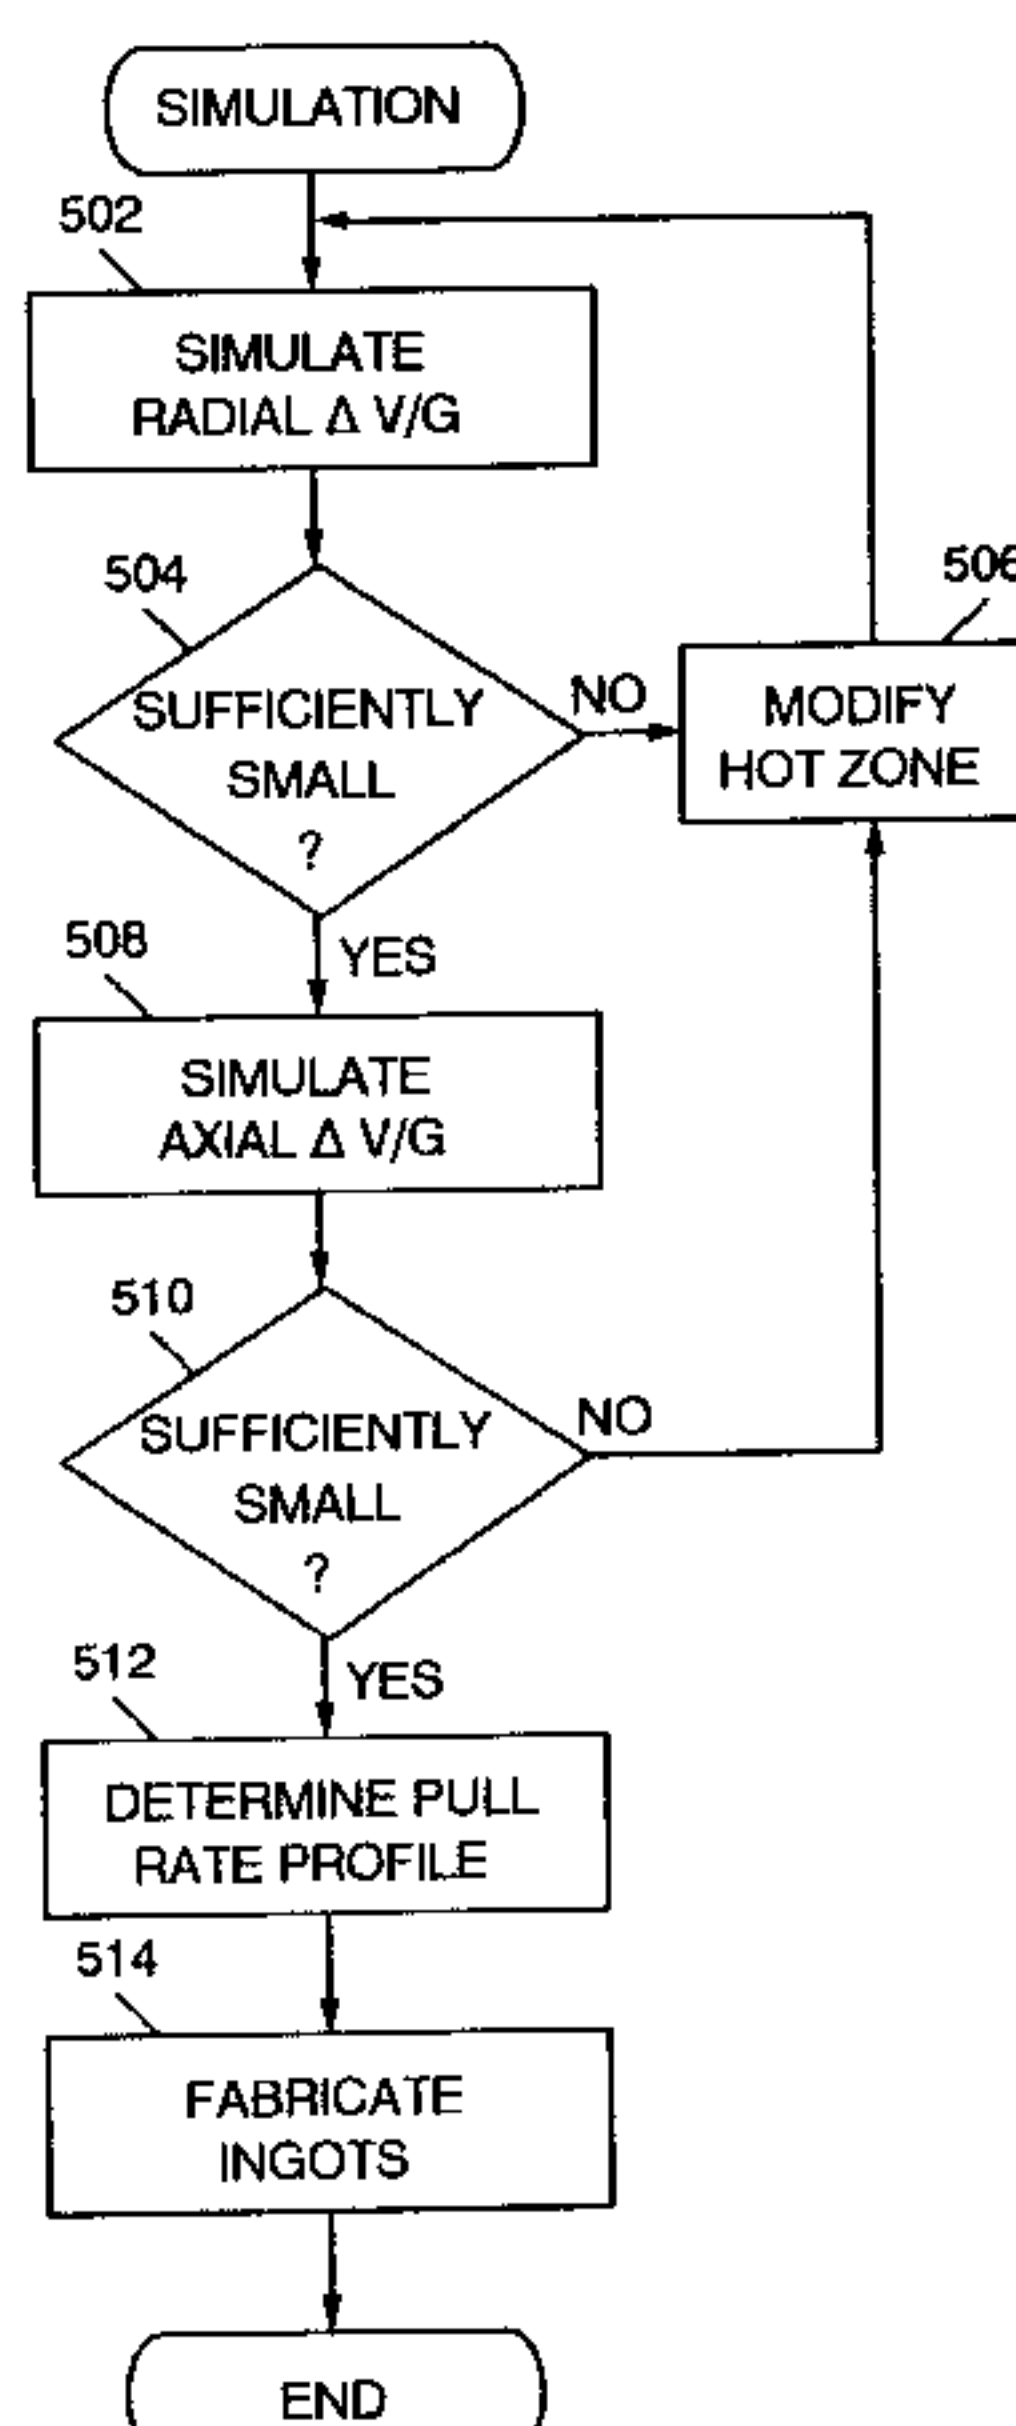 SIMULATION
502
SIMULATE
RADIAL Δ V/G
504
SUFFICIENTLY
SMALL
?
NO
506
MODIFY
HOT ZONE
YES
508
SIMULATE
AXIAL Δ V/G
510
SUFFICIENTLY
SMALL
?
NO
YES
512
DETERMINE PULL
RATE PROFILE
514
FABRICATE
INGOTS
END